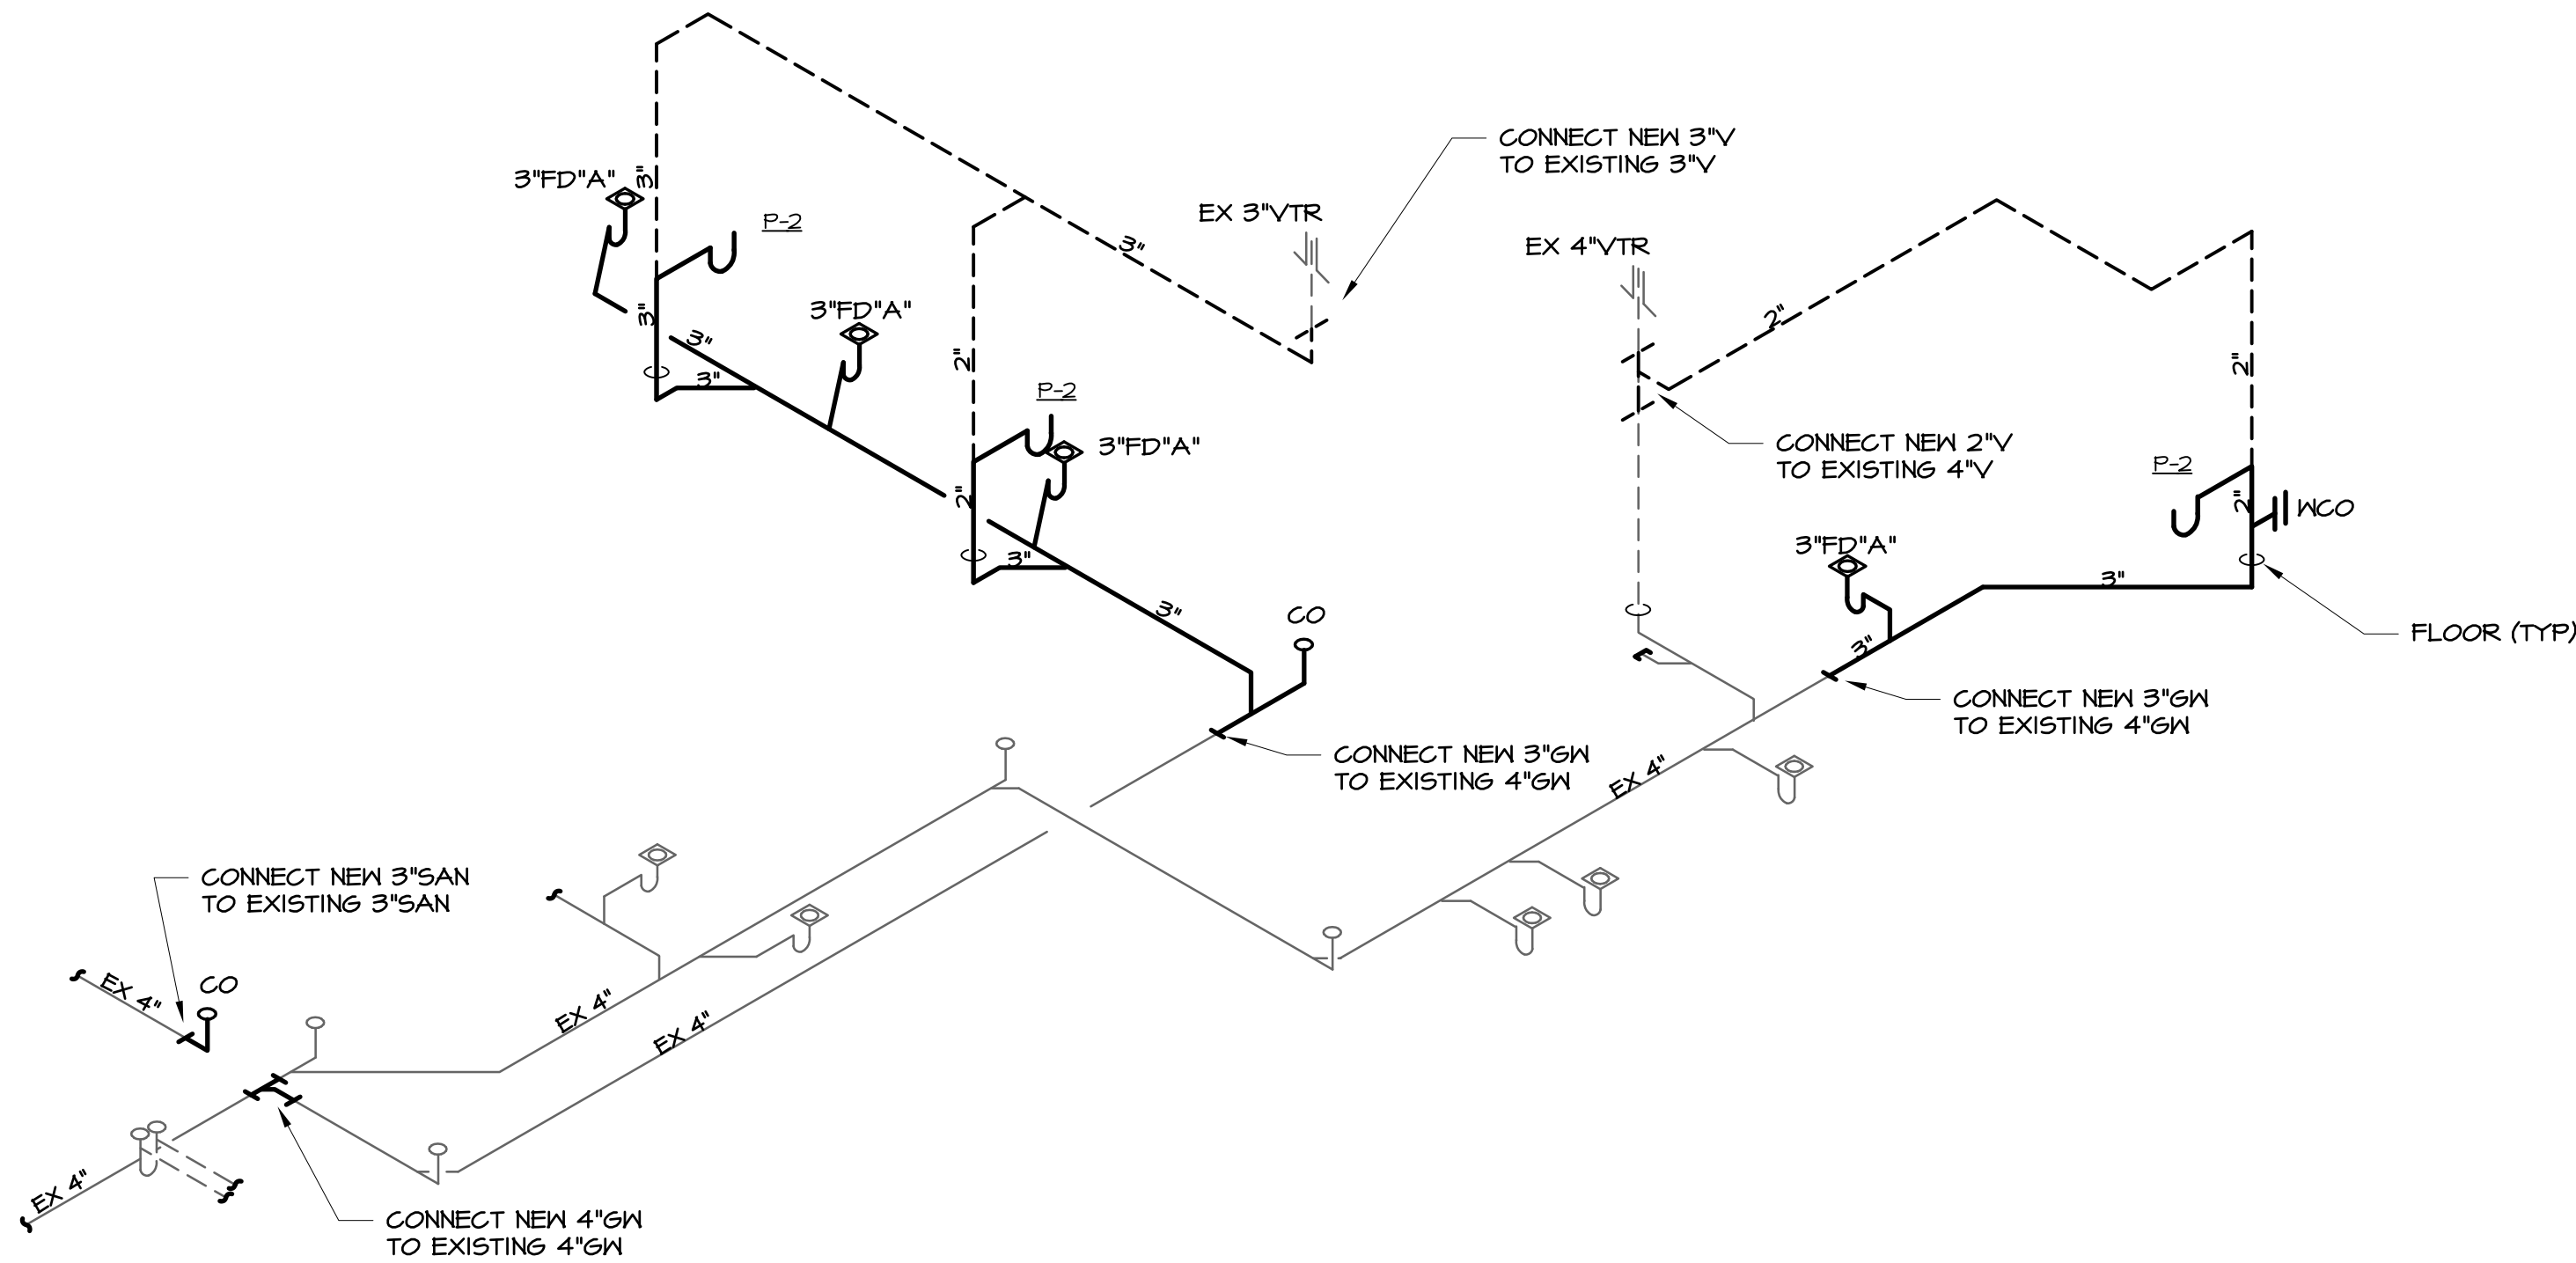 CONNECT NEW 3"V
TO EXISTING 3"V
3"FD"A"
3"
P-2
EX 3"VTR
EX 4"VTR
3"
2"
3"
3"FD"A"
3"
3"
2"
2"
P-2
3"FD"A"
CONNECT NEW 2"V
TO EXISTING 4"V
P-2
2"
2"
WCO
3"
3"FD"A"
3"
3"
CO
3"
FLOOR (TYP)
CONNECT NEW 3"GW
TO EXISTING 4"GW
CONNECT NEW 3"GW
TO EXISTING 4"GW
EX 4"
CONNECT NEW 3"SAN
TO EXISTING 3"SAN
EX 4"
CO
EX 4"
EX 4"
EX 4"
CONNECT NEW 4"GW
TO EXISTING 4"GW